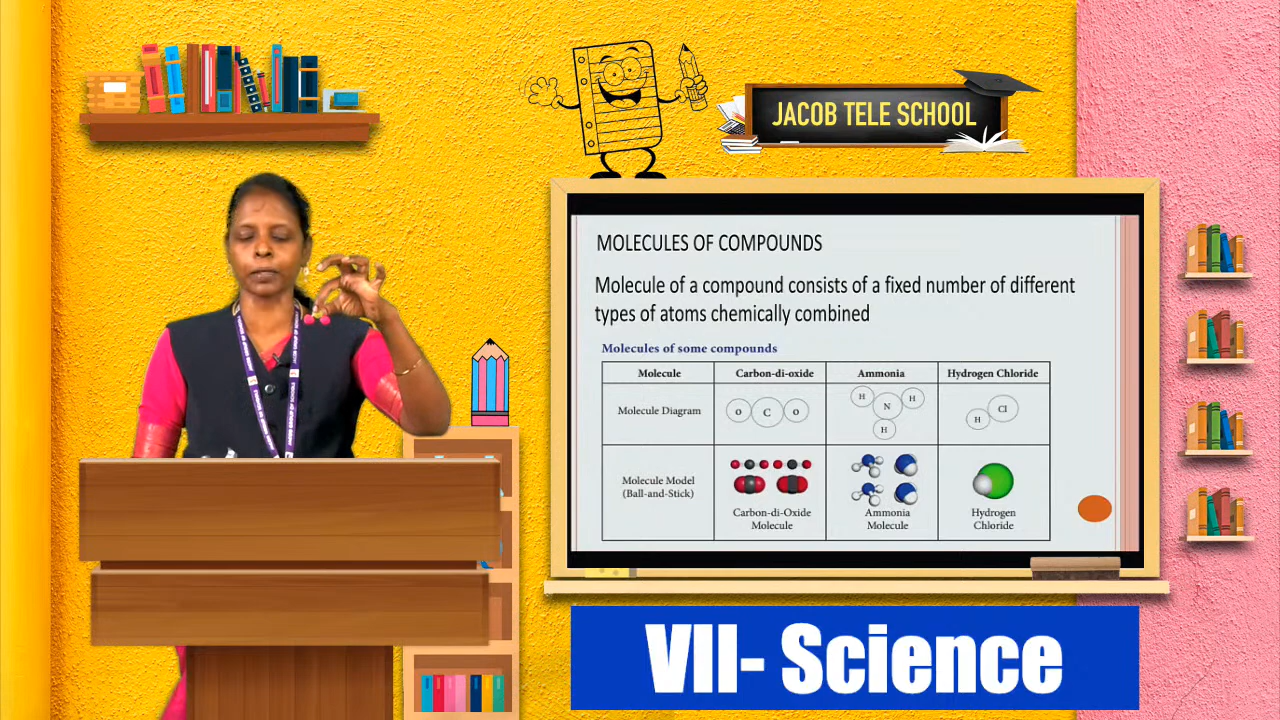 JACOB TELE SCHOOL
MOLECULES OF COMPOUNDS
Molecule of a compound consists of a fixed number of different
types of atoms chemically combined
Molecules of some compounds
Molecule Carbon-di-oxide Ammonia Hydrogen Chloride
Molecule Diagram
O C O
H N H
H
H Cl
Molecule Model
(Ball-and-Stick)
Carbon-di-Oxide
Molecule
Ammonia
Molecule
Hydrogen
Chloride
VII- Science